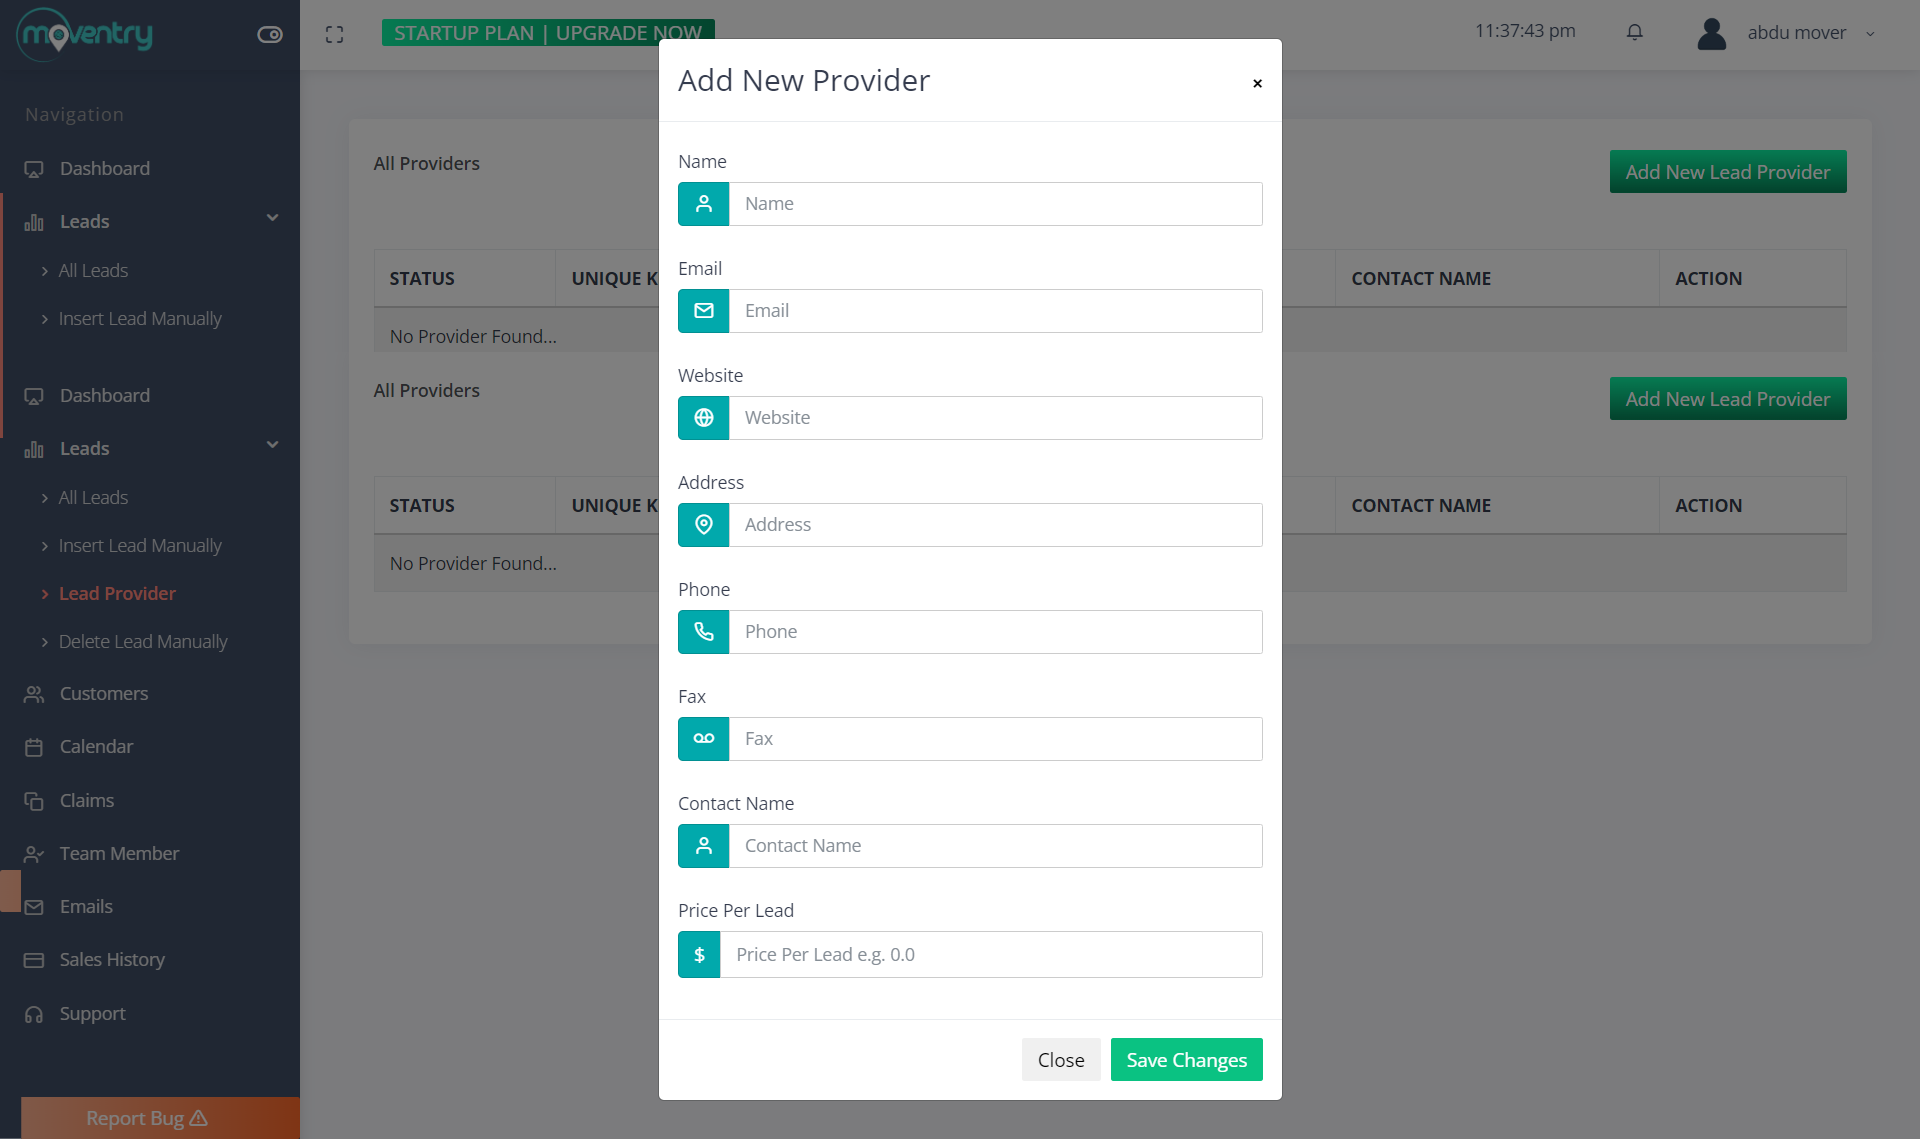 moventry
STARTUP PLAN | UPGRADE NOW
11:37:43 pm
abdu mover
Navigation
Dashboard
Leads
All Leads
Insert Lead Manually
Dashboard
Leads
All Leads
Insert Lead Manually
Lead Provider
Delete Lead Manually
Customers
Calendar
Claims
Team Member
Emails
Sales History
Support
Report Bug
All Providers
Add New Lead Provider
STATUS UNIQUE K CONTACT NAME ACTION
No Provider Found...
All Providers
Add New Lead Provider
STATUS UNIQUE K CONTACT NAME ACTION
No Provider Found...
Add New Provider
×
Name
Name
Email
Email
Website
Website
Address
Address
Phone
Phone
Fax
Fax
Contact Name
Contact Name
Price Per Lead
$ Price Per Lead e.g. 0.0
Close Save Changes